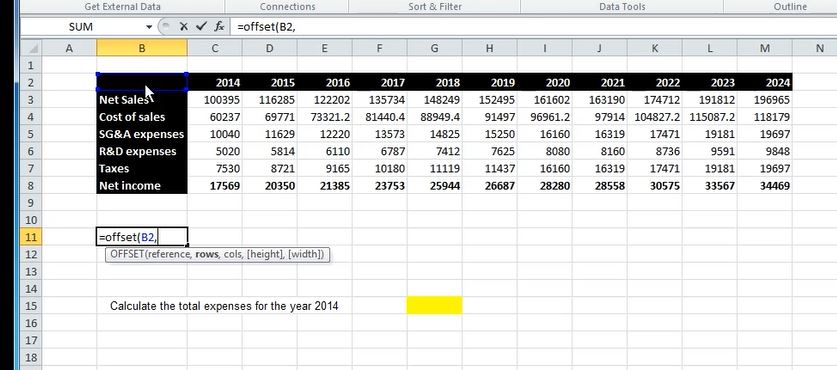 Get External Data Connections Sort & Filter Data Tools Outline
SUM fx =offset(B2,
A B C D E F G H I J K L M N
1
2 2014 2015 2016 2017 2018 2019 2020 2021 2022 2023 2024
3 Net Sales 100395 116285 122202 135734 148249 152495 161602 163190 174712 191812 196965
4 Cost of sales 60237 69771 73321.2 81440.4 88949.4 91497 96961.2 97914 104827.2 115087.2 118179
5 SG&A expenses 10040 11629 12220 13573 14825 15250 16160 16319 17471 19181 19697
6 R&D expenses 5020 5814 6110 6787 7412 7625 8080 8160 8736 9591 9848
7 Taxes 7530 8721 9165 10180 11119 11437 16160 16319 17471 19181 19697
8 Net income 17569 20350 21385 23753 25944 26687 28280 28558 30575 33567 34469
9
10
11 =offset(B2,
12 OFFSET(reference, rows, cols, [height], [width])
13
14
15 Calculate the total expenses for the year 2014
16
17
18